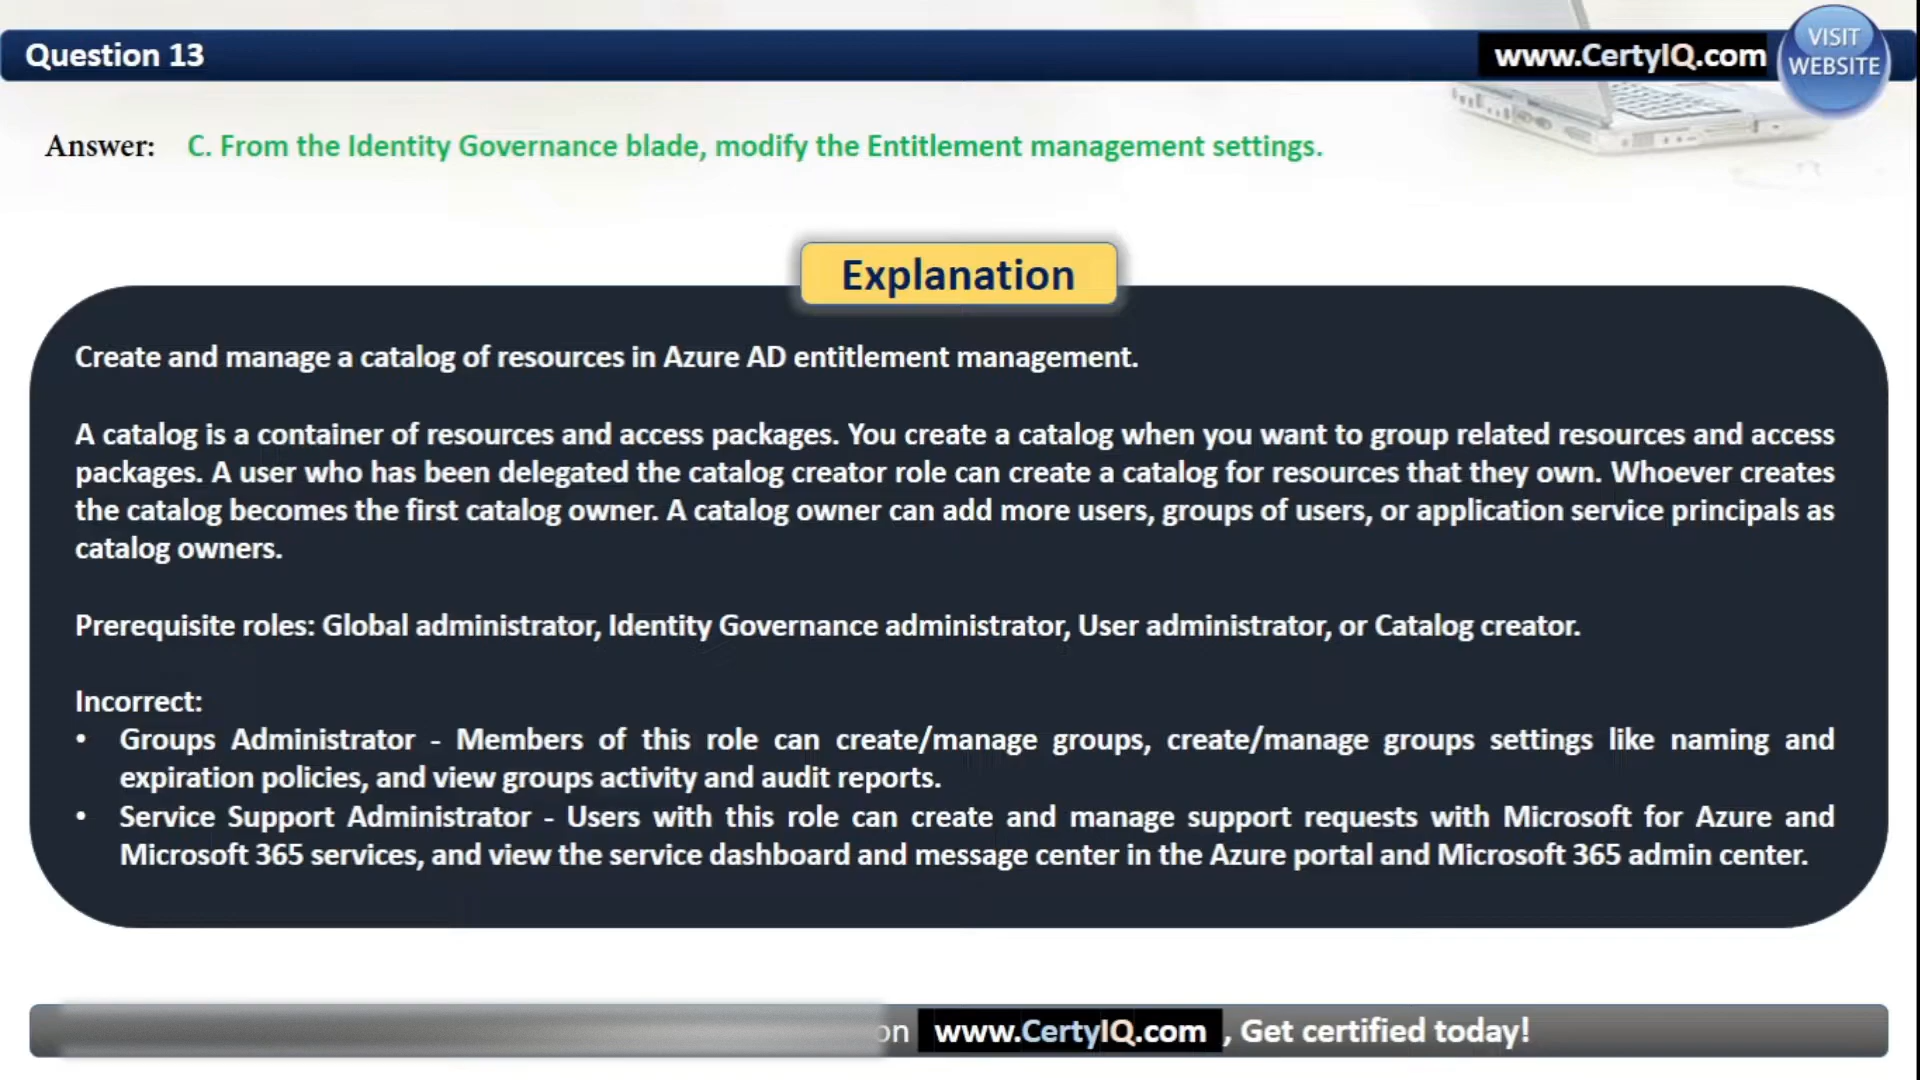 Question 13
www.CertyIQ.com
VISIT
WEBSITE
Answer: C. From the Identity Governance blade, modify the Entitlement management settings.
Explanation
Create and manage a catalog of resources in Azure AD entitlement management.
A catalog is a container of resources and access packages. You create a catalog when you want to group related resources and access
packages. A user who has been delegated the catalog creator role can create a catalog for resources that they own. Whoever creates
the catalog becomes the first catalog owner. A catalog owner can add more users, groups of users, or application service principals as
catalog owners.
Prerequisite roles: Global administrator, Identity Governance administrator, User administrator, or Catalog creator.
Incorrect:
• Groups Administrator - Members of this role can create/manage groups, create/manage groups settings like naming and
expiration policies, and view groups activity and audit reports.
• Service Support Administrator - Users with this role can create and manage support requests with Microsoft for Azure and
Microsoft 365 services, and view the service dashboard and message center in the Azure portal and Microsoft 365 admin center.
on www.CertyIQ.com , Get certified today!